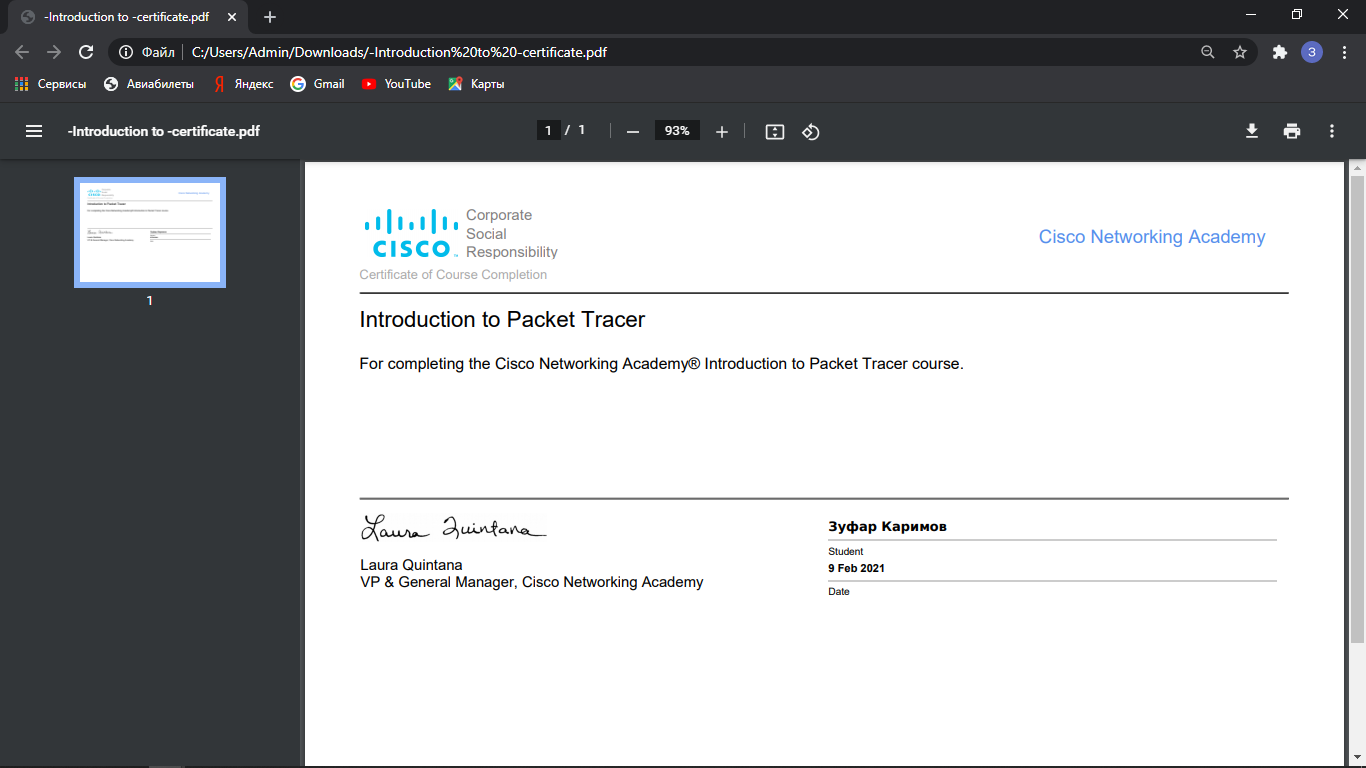 -Introduction to -certificate.pdf
Файл C:/Users/Admin/Downloads/-Introduction%20to%20-certificate.pdf
З
Сервисы Авиабилеты Яндекс Gmail YouTube Карты
-Introduction to -certificate.pdf
1 / 1
93%
1
CISCO
Corporate
Social
Responsibility
Cisco Networking Academy
Certificate of Course Completion
Introduction to Packet Tracer
For completing the Cisco Networking Academy® Introduction to Packet Tracer course.
Laura Quintana
Laura Quintana
VP & General Manager, Cisco Networking Academy
Зуфар Каримов
Student
9 Feb 2021
Date